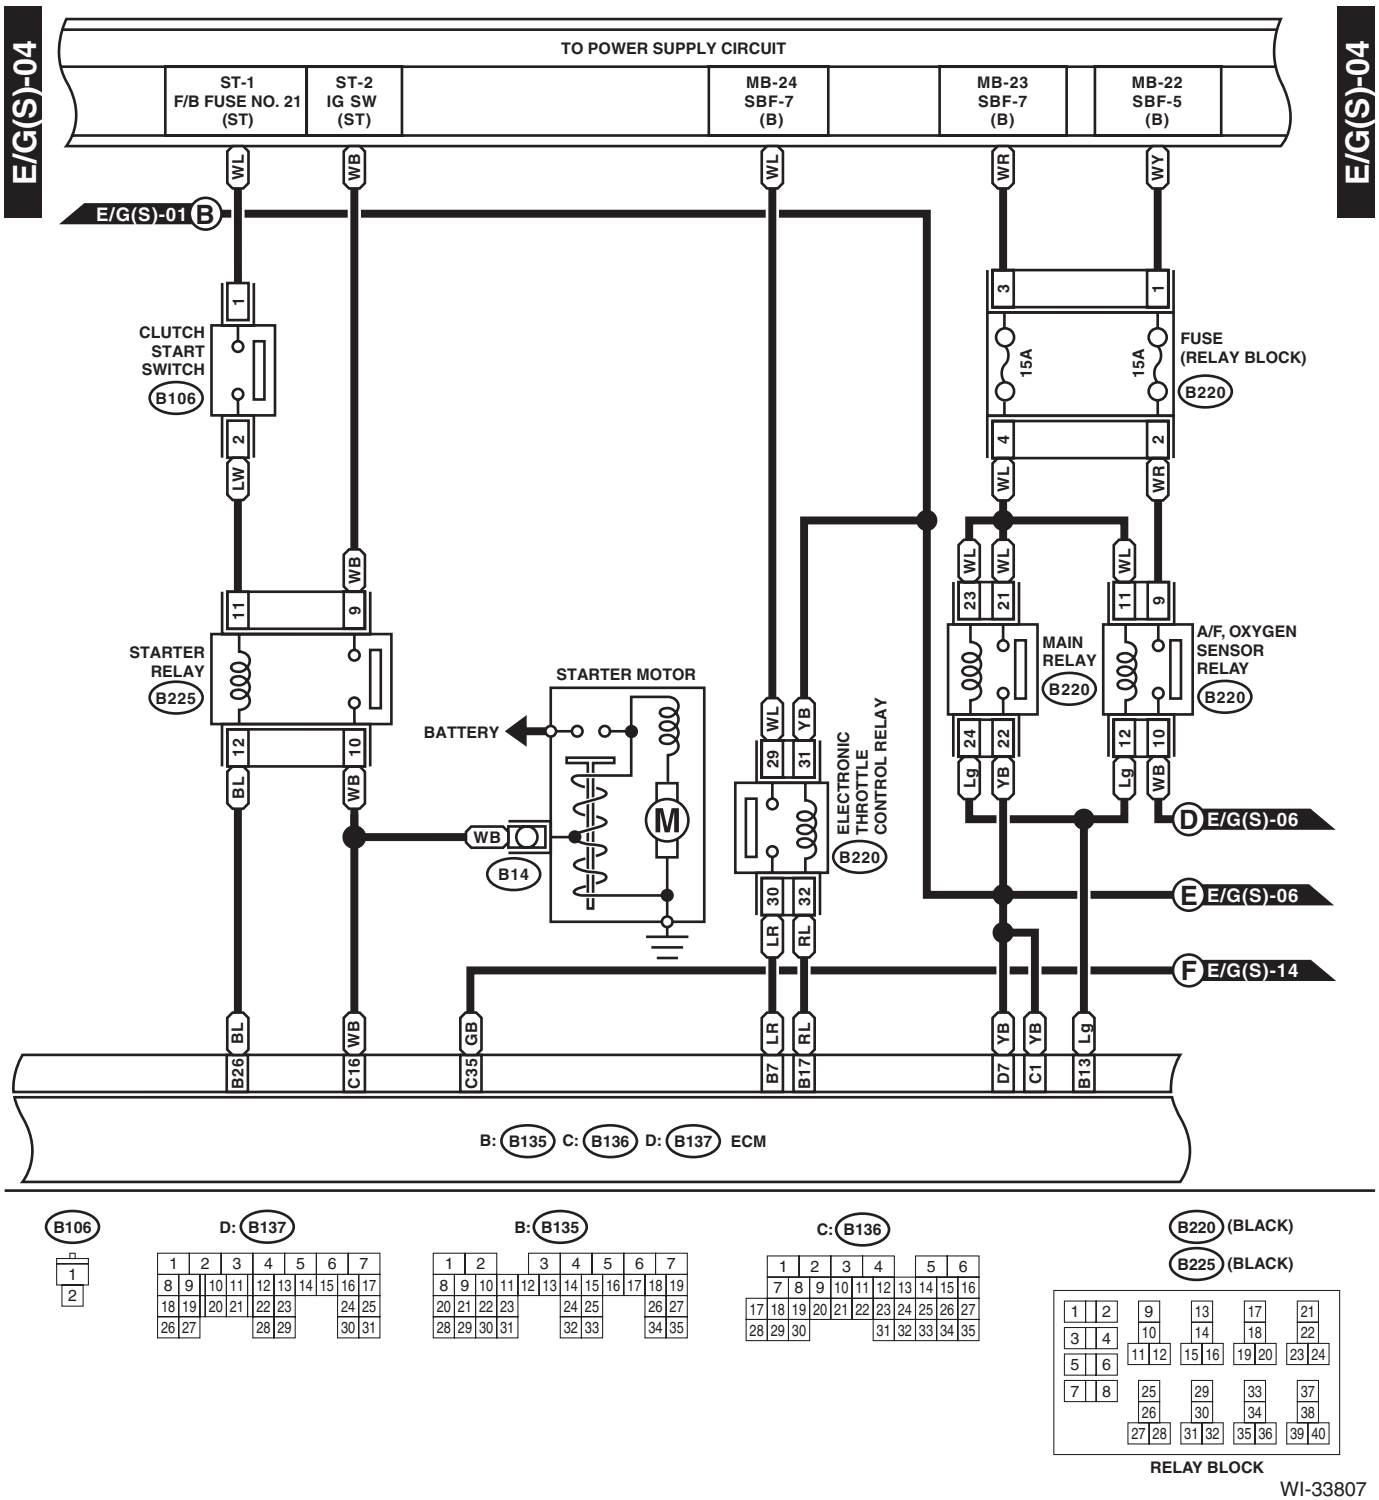 E/G(S)-04
E/G(S)-04
TO POWER SUPPLY CIRCUIT
ST-1
F/B FUSE NO. 21
(ST)
ST-2
IG SW
(ST)
MB-24
SBF-7
(B)
MB-23
SBF-7
(B)
MB-22
SBF-5
(B)
WL
WB
WL
WR
WY
E/G(S)-01 B
1
3
1
CLUTCH
START
SWITCH
B106
15A
15A
FUSE
(RELAY BLOCK)
B220
2
4
2
LW
WL
WR
WB
WL
WL
WL
11
9
23
21
11
9
STARTER
RELAY
B225
STARTER MOTOR
MAIN
RELAY
B220
A/F, OXYGEN
SENSOR
RELAY
B220
BATTERY
WL
YB
12
10
29
31
24
22
12
10
BL
WB
Lg
YB
Lg
WB
ELECTRONIC
THROTTLE
CONTROL RELAY
B220
M
WB
B14
D E/G(S)-06
30
32
E E/G(S)-06
LR
RL
F E/G(S)-14
BL
WB
GB
LR
RL
YB
YB
Lg
B26
C16
C35
B7
B17
D7
C1
B13
B: B135 C: B136 D: B137 ECM
B106
1
2
D: B137
1 2 3 4 5 6 7
8 9 10 11 12 13 14 15 16 17
18 19 20 21 22 23 24 25
26 27 28 29 30 31
B: B135
1 2 3 4 5 6 7
8 9 10 11 12 13 14 15 16 17 18 19
20 21 22 23 24 25 26 27
28 29 30 31 32 33 34 35
C: B136
1 2 3 4 5 6
7 8 9 10 11 12 13 14 15 16
17 18 19 20 21 22 23 24 25 26 27
28 29 30 31 32 33 34 35
B220 (BLACK)
B225 (BLACK)
1 2
3 4
5 6
7 8
9 13 17 21
10 14 18 22
11 12 15 16 19 20 23 24
25 29 33 37
26 30 34 38
27 28 31 32 35 36 39 40
RELAY BLOCK
WI-33807